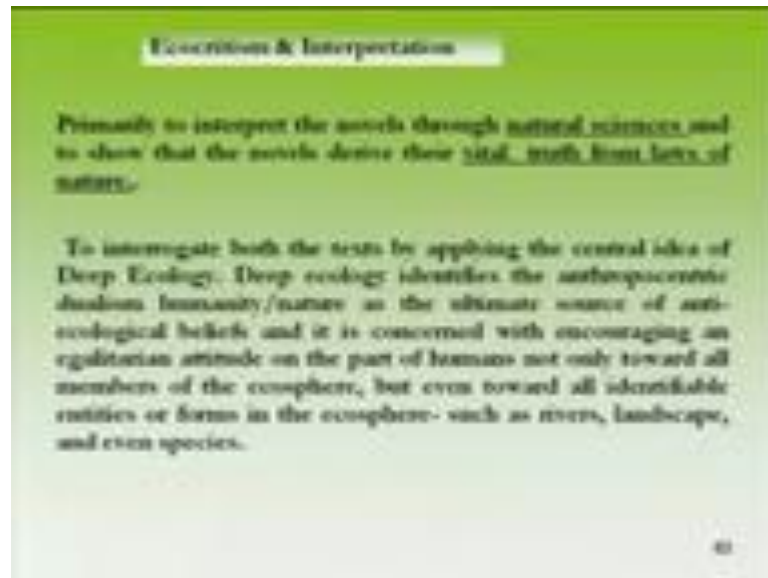 Ecocritism & Interpretation
Primarily to interpret the novels through natural sciences and
to show that the novels derive their vital truth from laws of
nature.
To interrogate both the texts by applying the central idea of
Deep Ecology. Deep ecology identifies the anthropocentric
dualism humanity/nature as the ultimate source of anti-
ecological beliefs and it is concerned with encouraging an
egalitarian attitude on the part of humans not only toward all
members of the ecosphere, but even toward all identifiable
entities or forms in the ecosphere- such as rivers, landscape,
and even species.